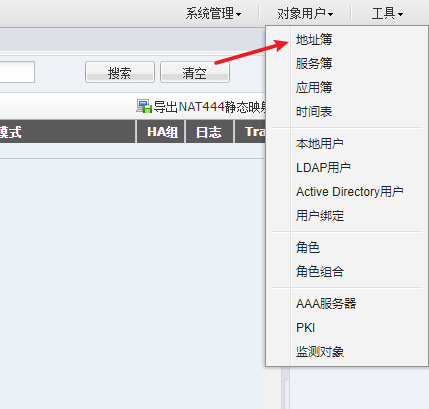 系统管理 对象用户 工具
搜索 清空
导出NAT444静态映
模式 HA组 日志 Tra
地址簿
服务簿
应用簿
时间表
本地用户
LDAP用户
Active Directory用户
用户绑定
角色
角色组合
AAA服务器
PKI
监测对象